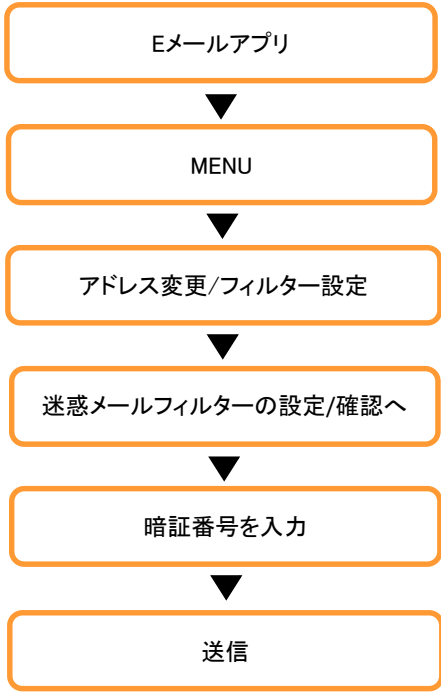 Eメールアプリ
MENU
アドレス変更/フィルター設定
迷惑メールフィルターの設定/確認へ
暗証番号を入力
送信